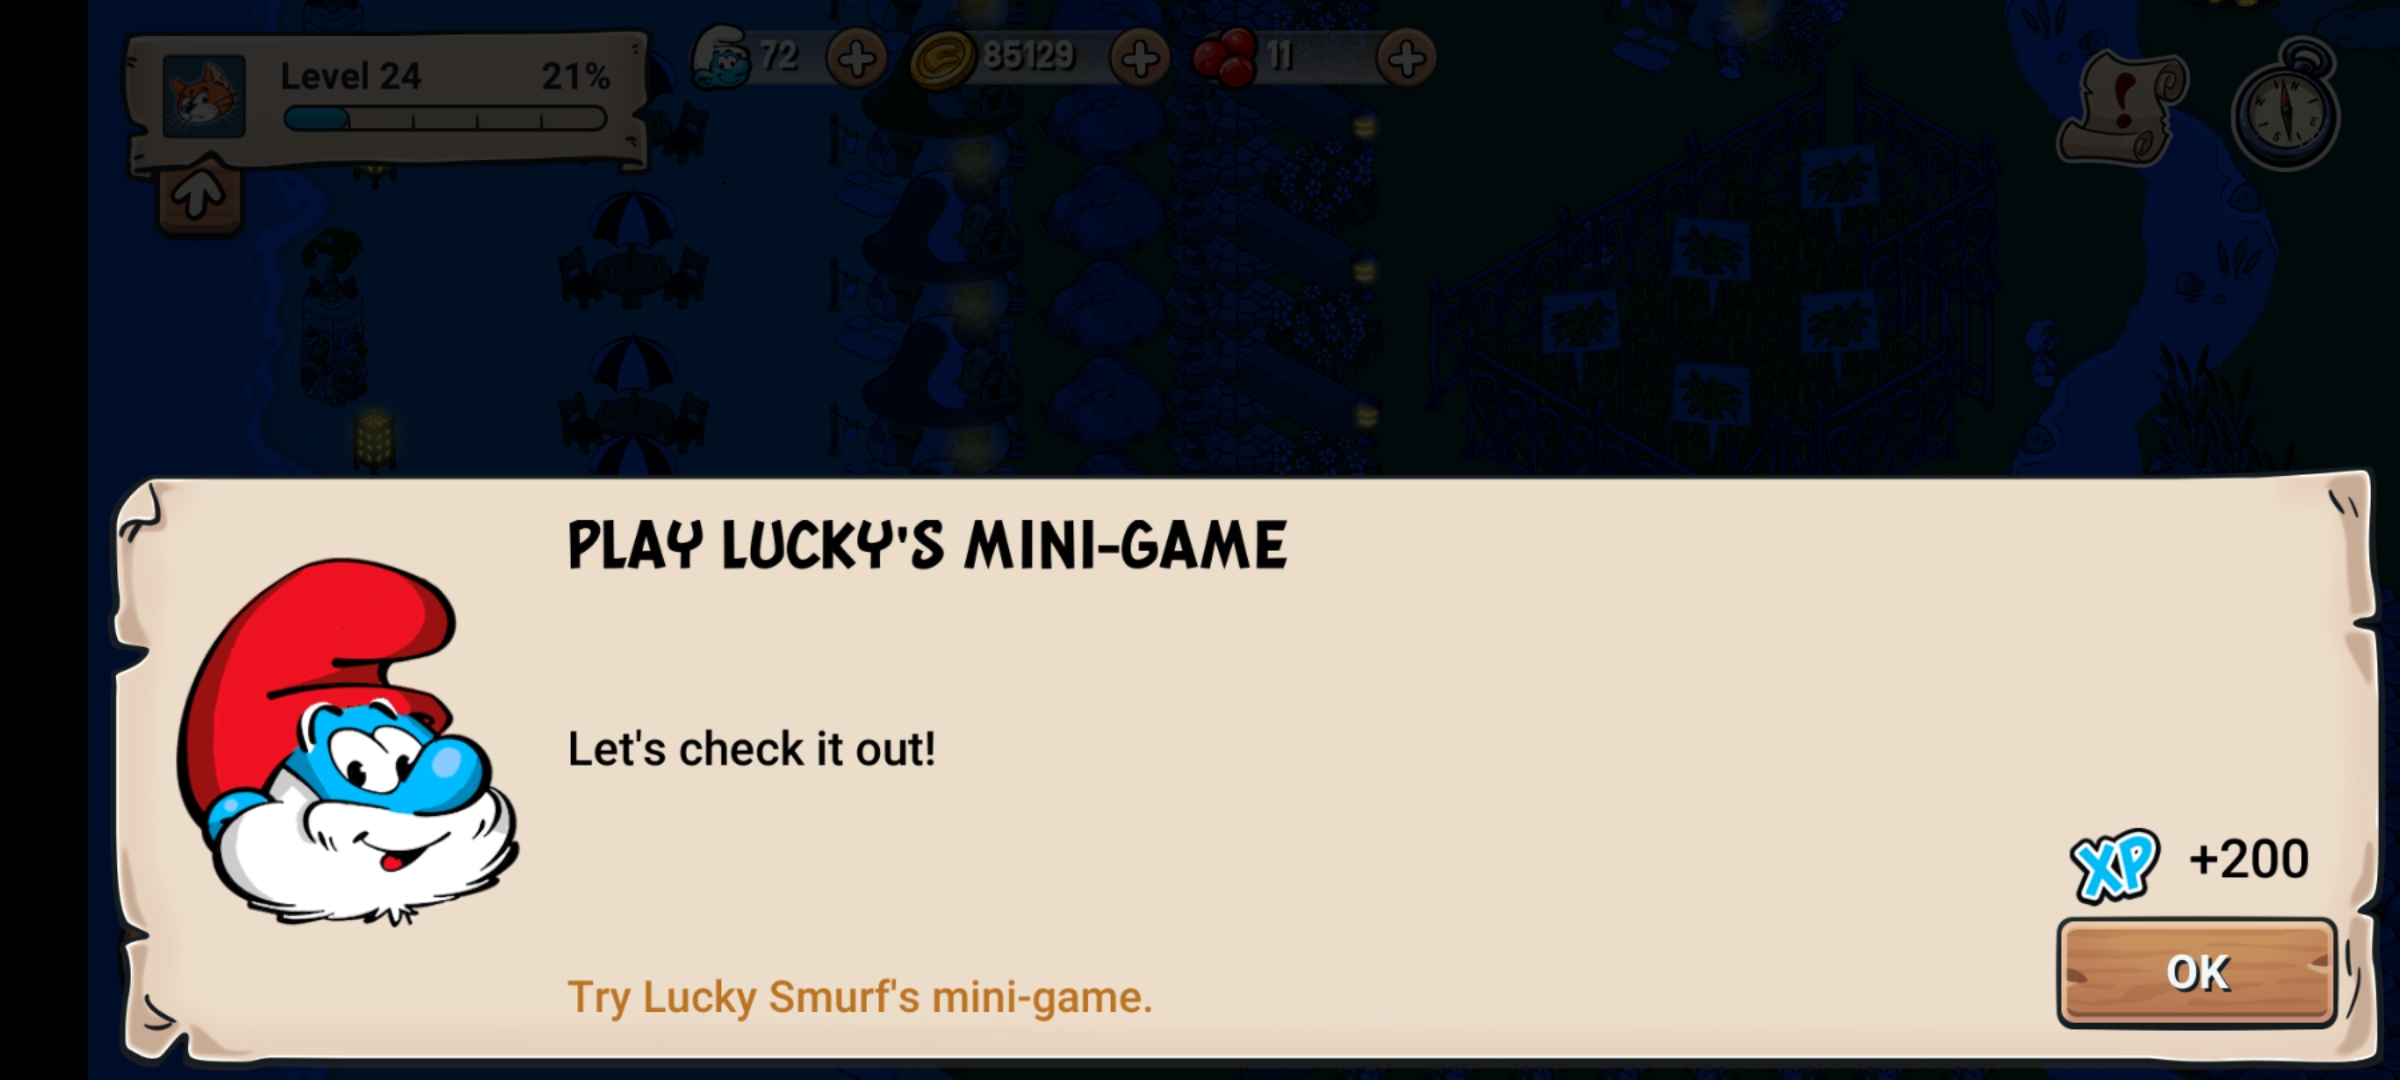 Level 24 21%
72
85129
11
PLAY LUCKY'S MINI-GAME
Let's check it out!
XP +200
Try Lucky Smurf's mini-game.
OK